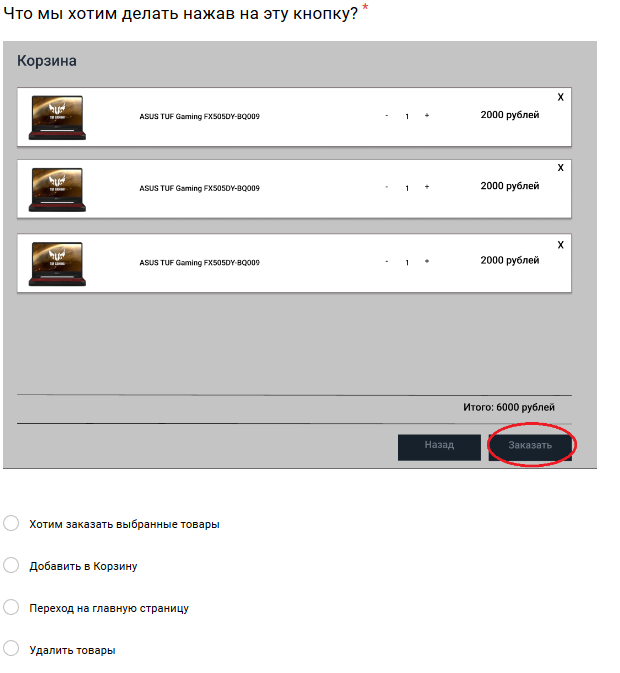 Что мы хотим делать нажав на эту кнопку? *
Корзина
X
ASUS TUF Gaming FX505DY-BQ009 - 1 + 2000 рублей
X
ASUS TUF Gaming FX505DY-BQ009 - 1 + 2000 рублей
X
ASUS TUF Gaming FX505DY-BQ009 - 1 + 2000 рублей
Итого: 6000 рублей
Назад Заказать
Хотим заказать выбранные товары
Добавить в Корзину
Переход на главную страницу
Удалить товары